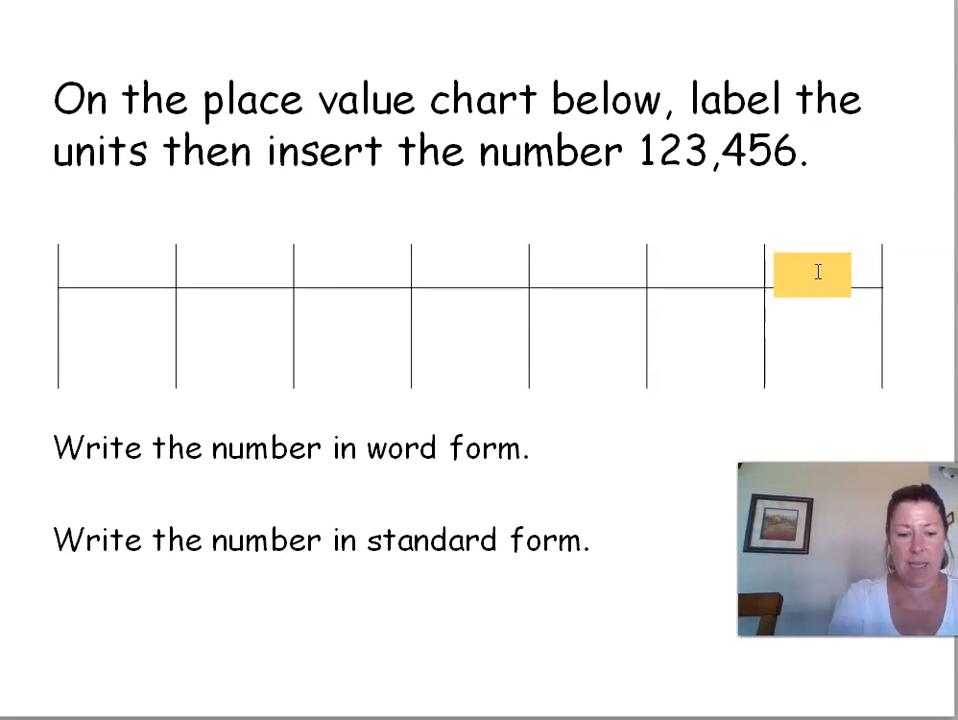 On the place value chart below, label the
units then insert the number 123,456.
Write the number in word form.
Write the number in standard form.